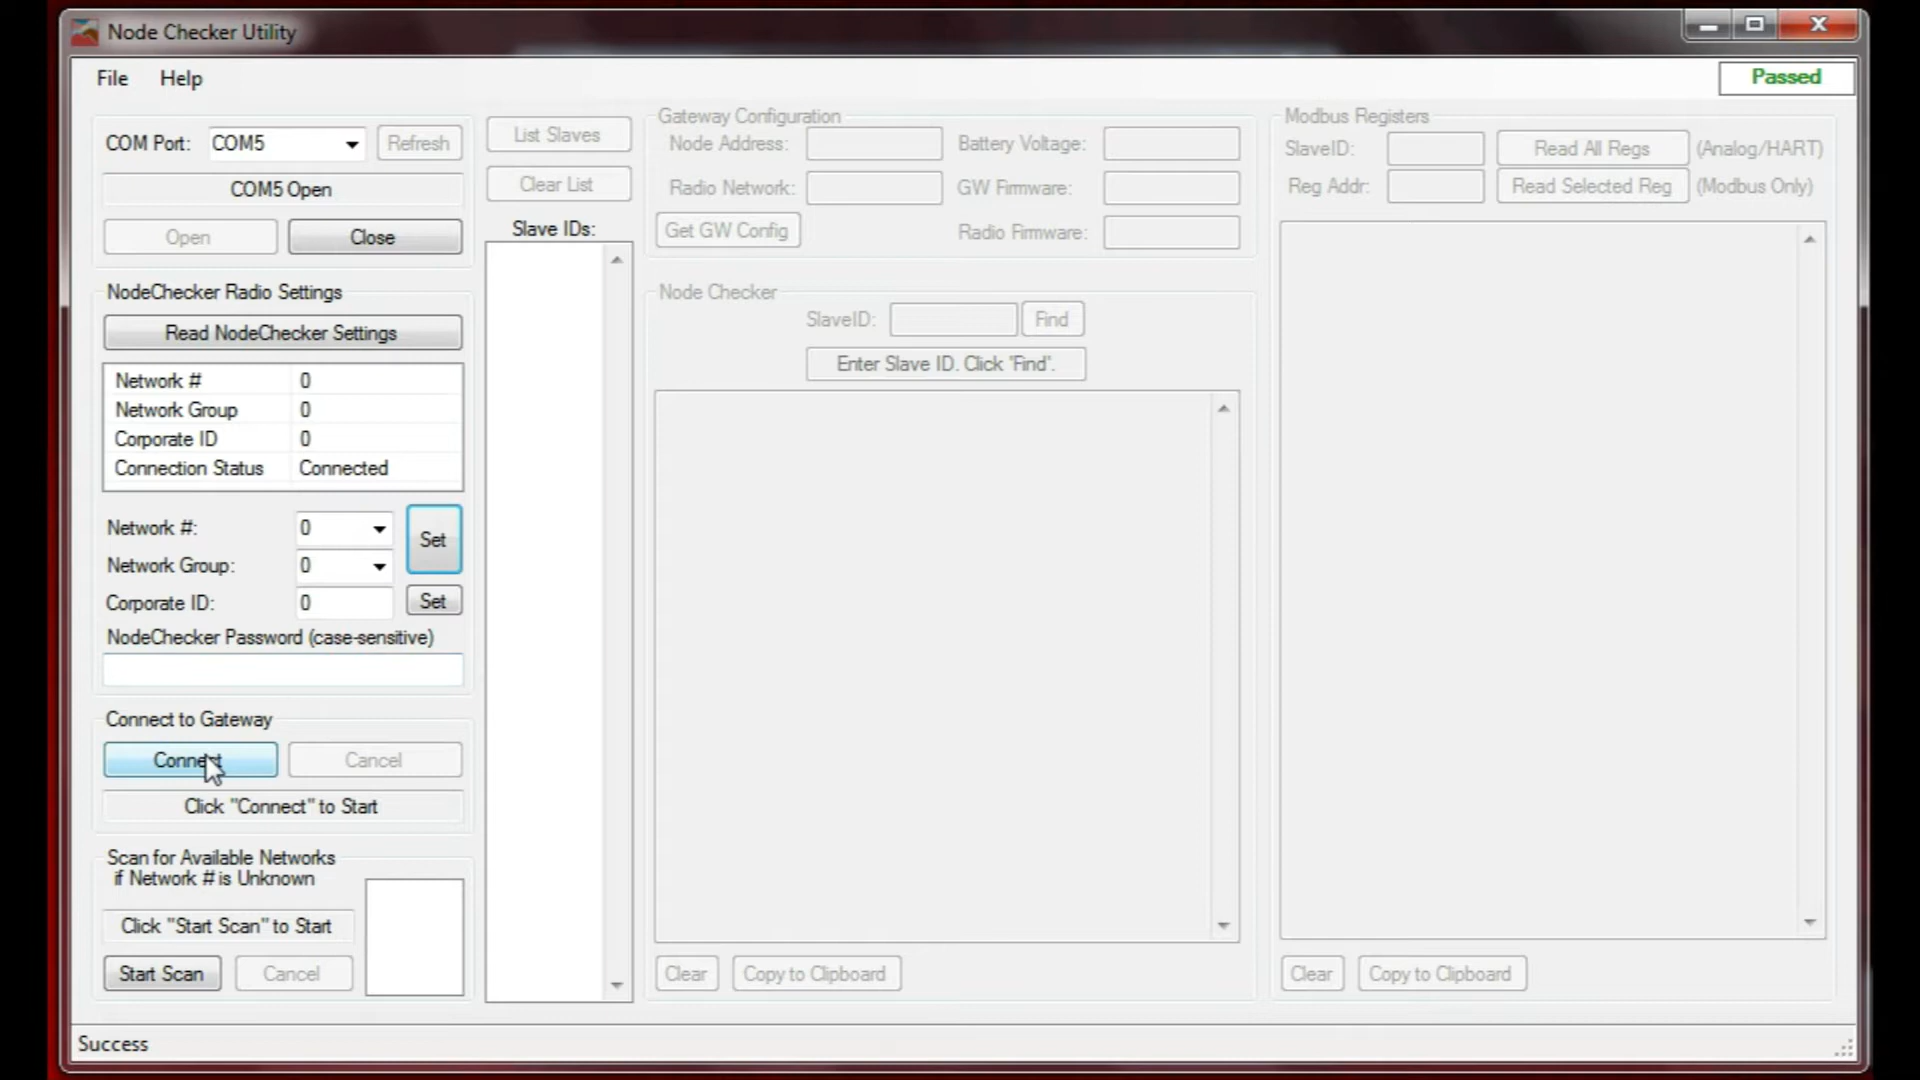 Node Checker Utility
File Help
Passed
COM Port: COM5 Refresh
COM5 Open
Open Close
NodeChecker Radio Settings
Read NodeChecker Settings
Network # 0
Network Group 0
Corporate ID 0
Connection Status Connected
Network #: 0
Set
Network Group: 0
Corporate ID: 0 Set
NodeChecker Password (case-sensitive)
Connect to Gateway
Connect Cancel
Click "Connect" to Start
Scan for Available Networks
if Network # is Unknown
Click "Start Scan" to Start
Start Scan Cancel
List Slaves
Clear List
Slave IDs:
Gateway Configuration
Node Address: Battery Voltage:
Radio Network: GW Firmware:
Get GW Config Radio Firmware:
Node Checker
SlaveID: Find
Enter Slave ID. Click 'Find'.
Clear Copy to Clipboard
Modbus Registers
SlaveID: Read All Regs (Analog/HART)
Reg Addr: Read Selected Reg (Modbus Only)
Clear Copy to Clipboard
Success